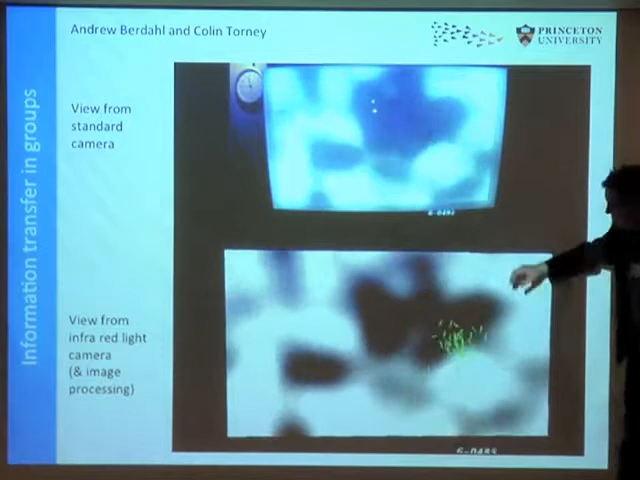 Andrew Berdahl and Colin Torney
PRINCETON
UNIVERSITY
Information transfer in groups
View from
standard
camera
View from
infra red light
camera
(& image
processing)